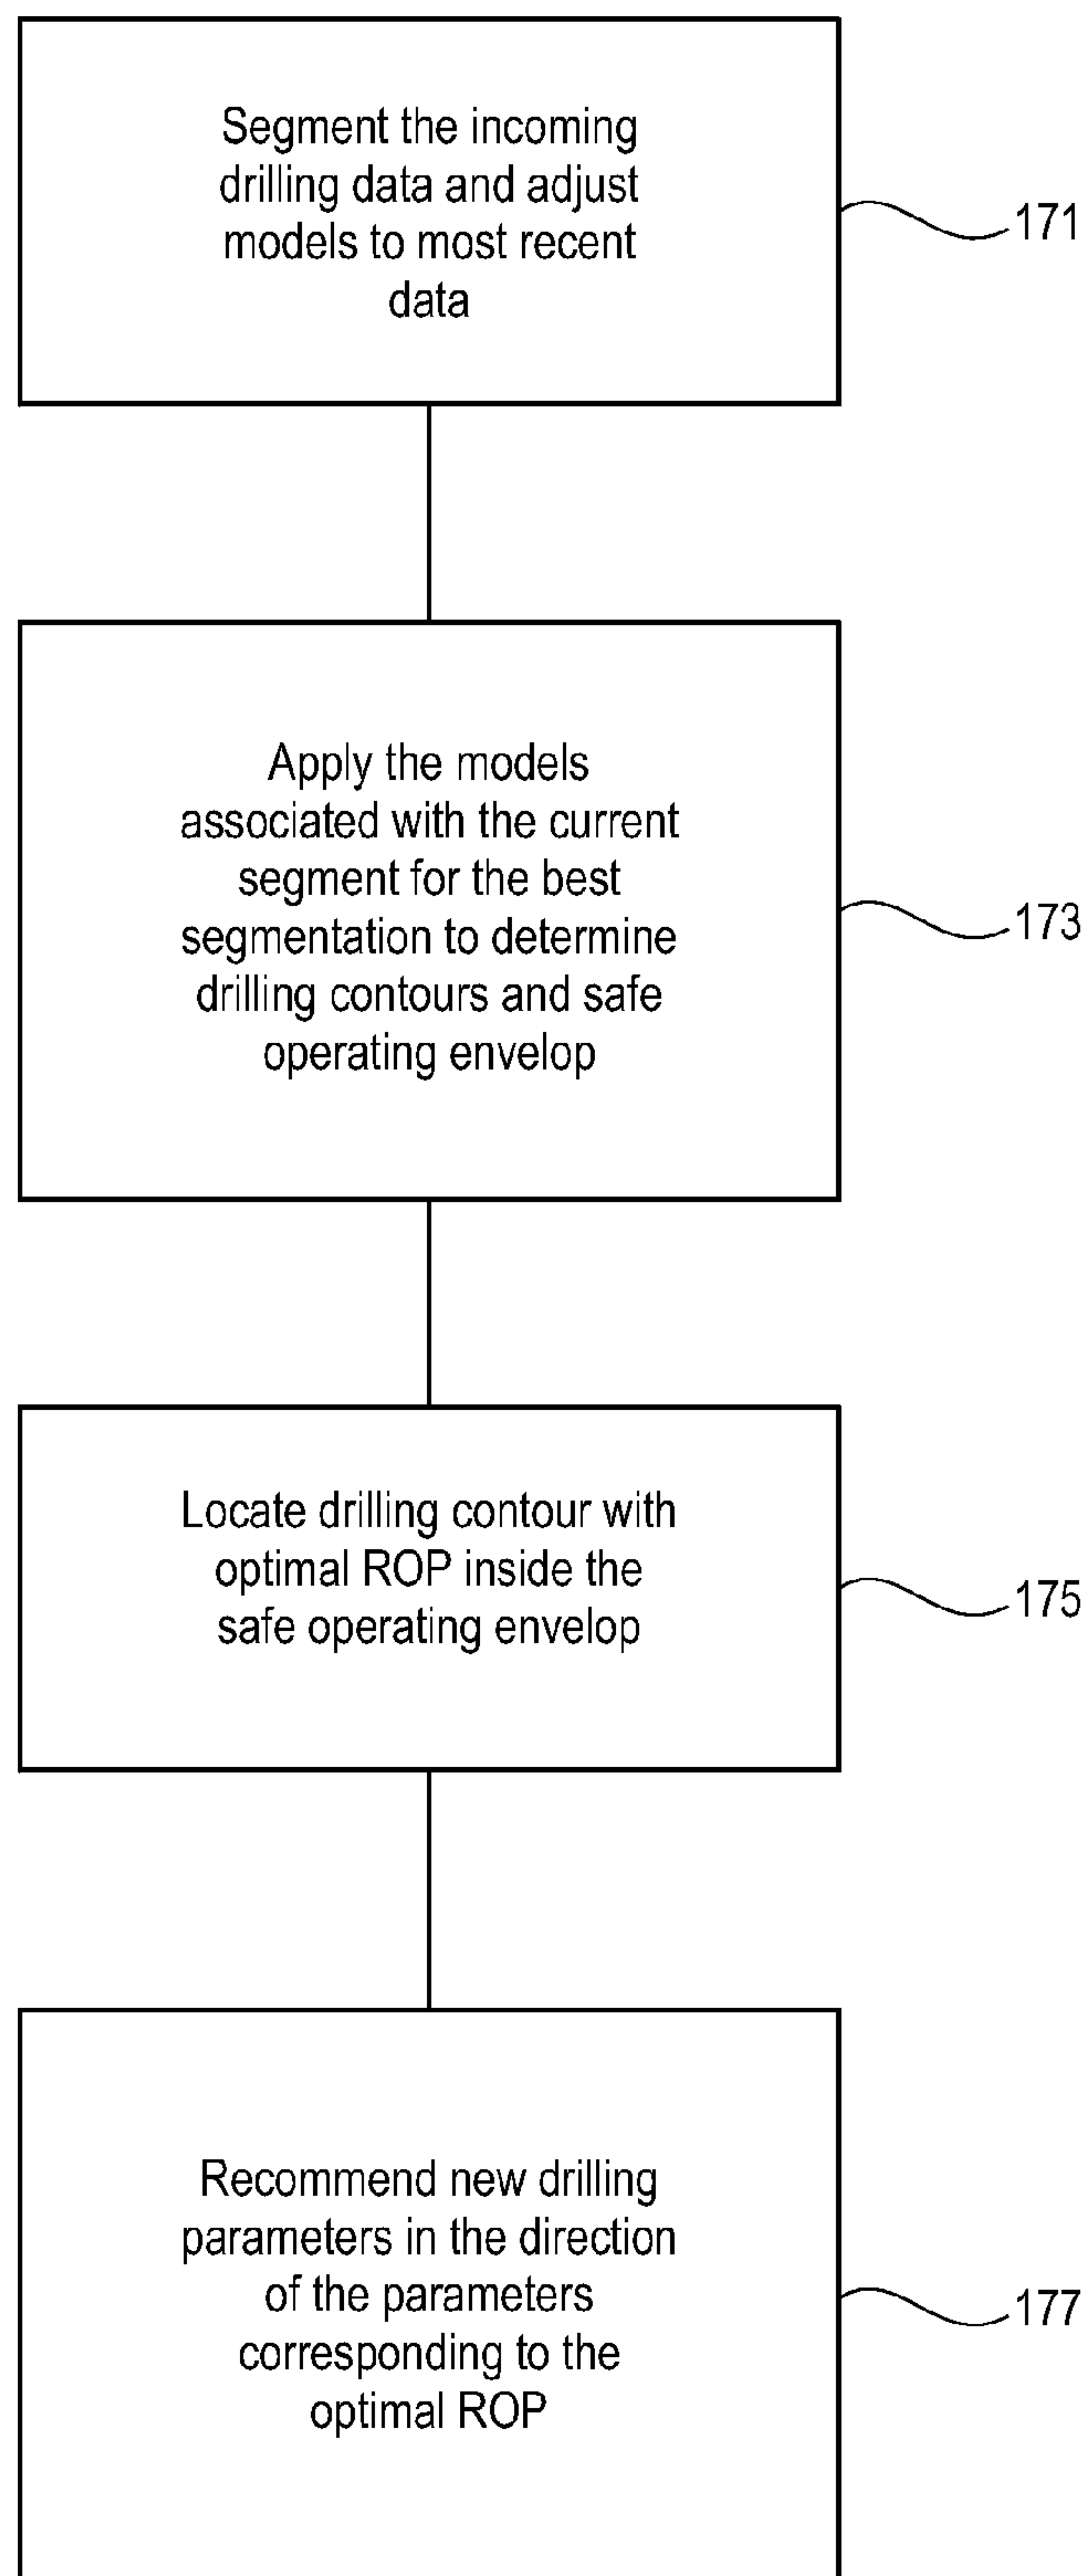 Segment the incoming
drilling data and adjust
models to most recent
data
171
Apply the models
associated with the current
segment for the best
segmentation to determine
drilling contours and safe
operating envelop
173
Locate drilling contour with
optimal ROP inside the
safe operating envelop
175
Recommend new drilling
parameters in the direction
of the parameters
corresponding to the
optimal ROP
177